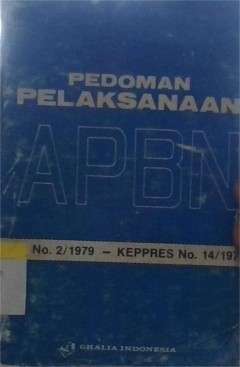 PEDOMAN
PELAKSANAAN
APBN
No. 2/1979 – KEPPRES No. 14/197
GHALIA INDONESIA